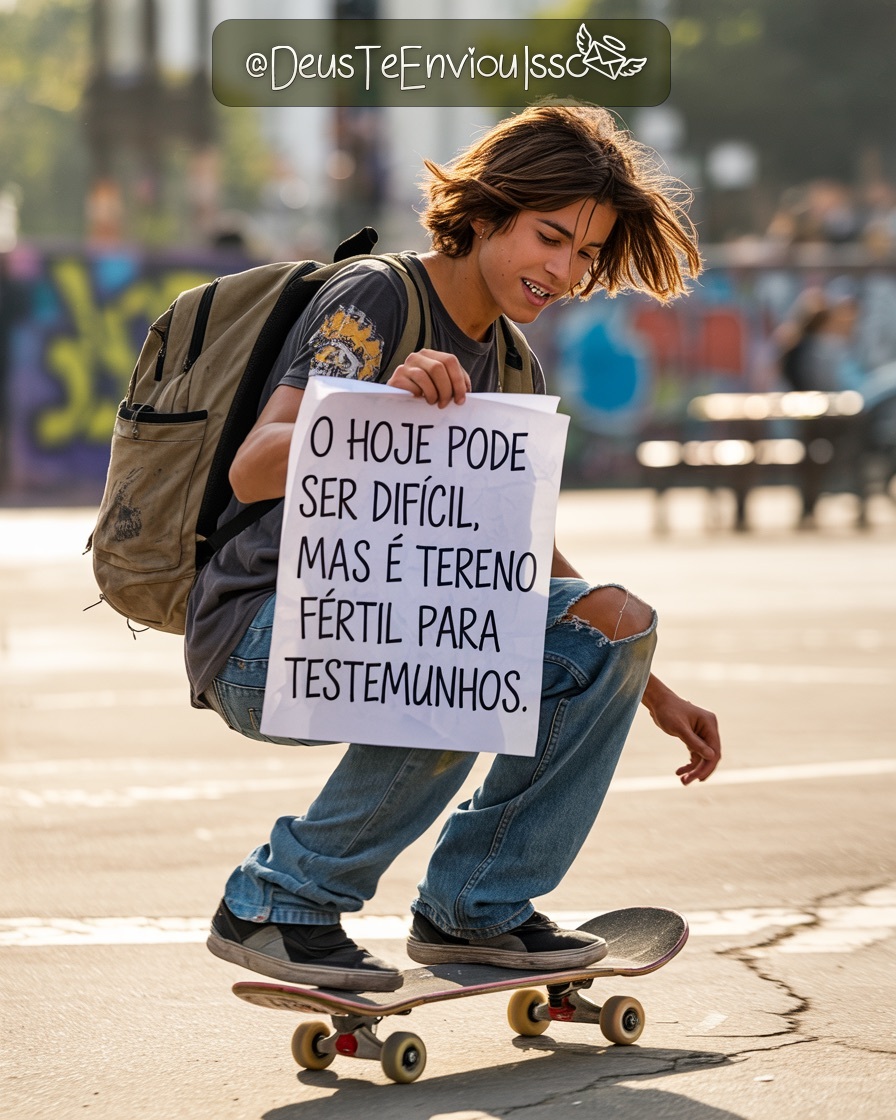 @DeusTeEnviouIsso
O HOJE PODE
SER DIFÍCIL,
MAS É TERENO
FÉRTIL PARA
TESTEMUNHOS.